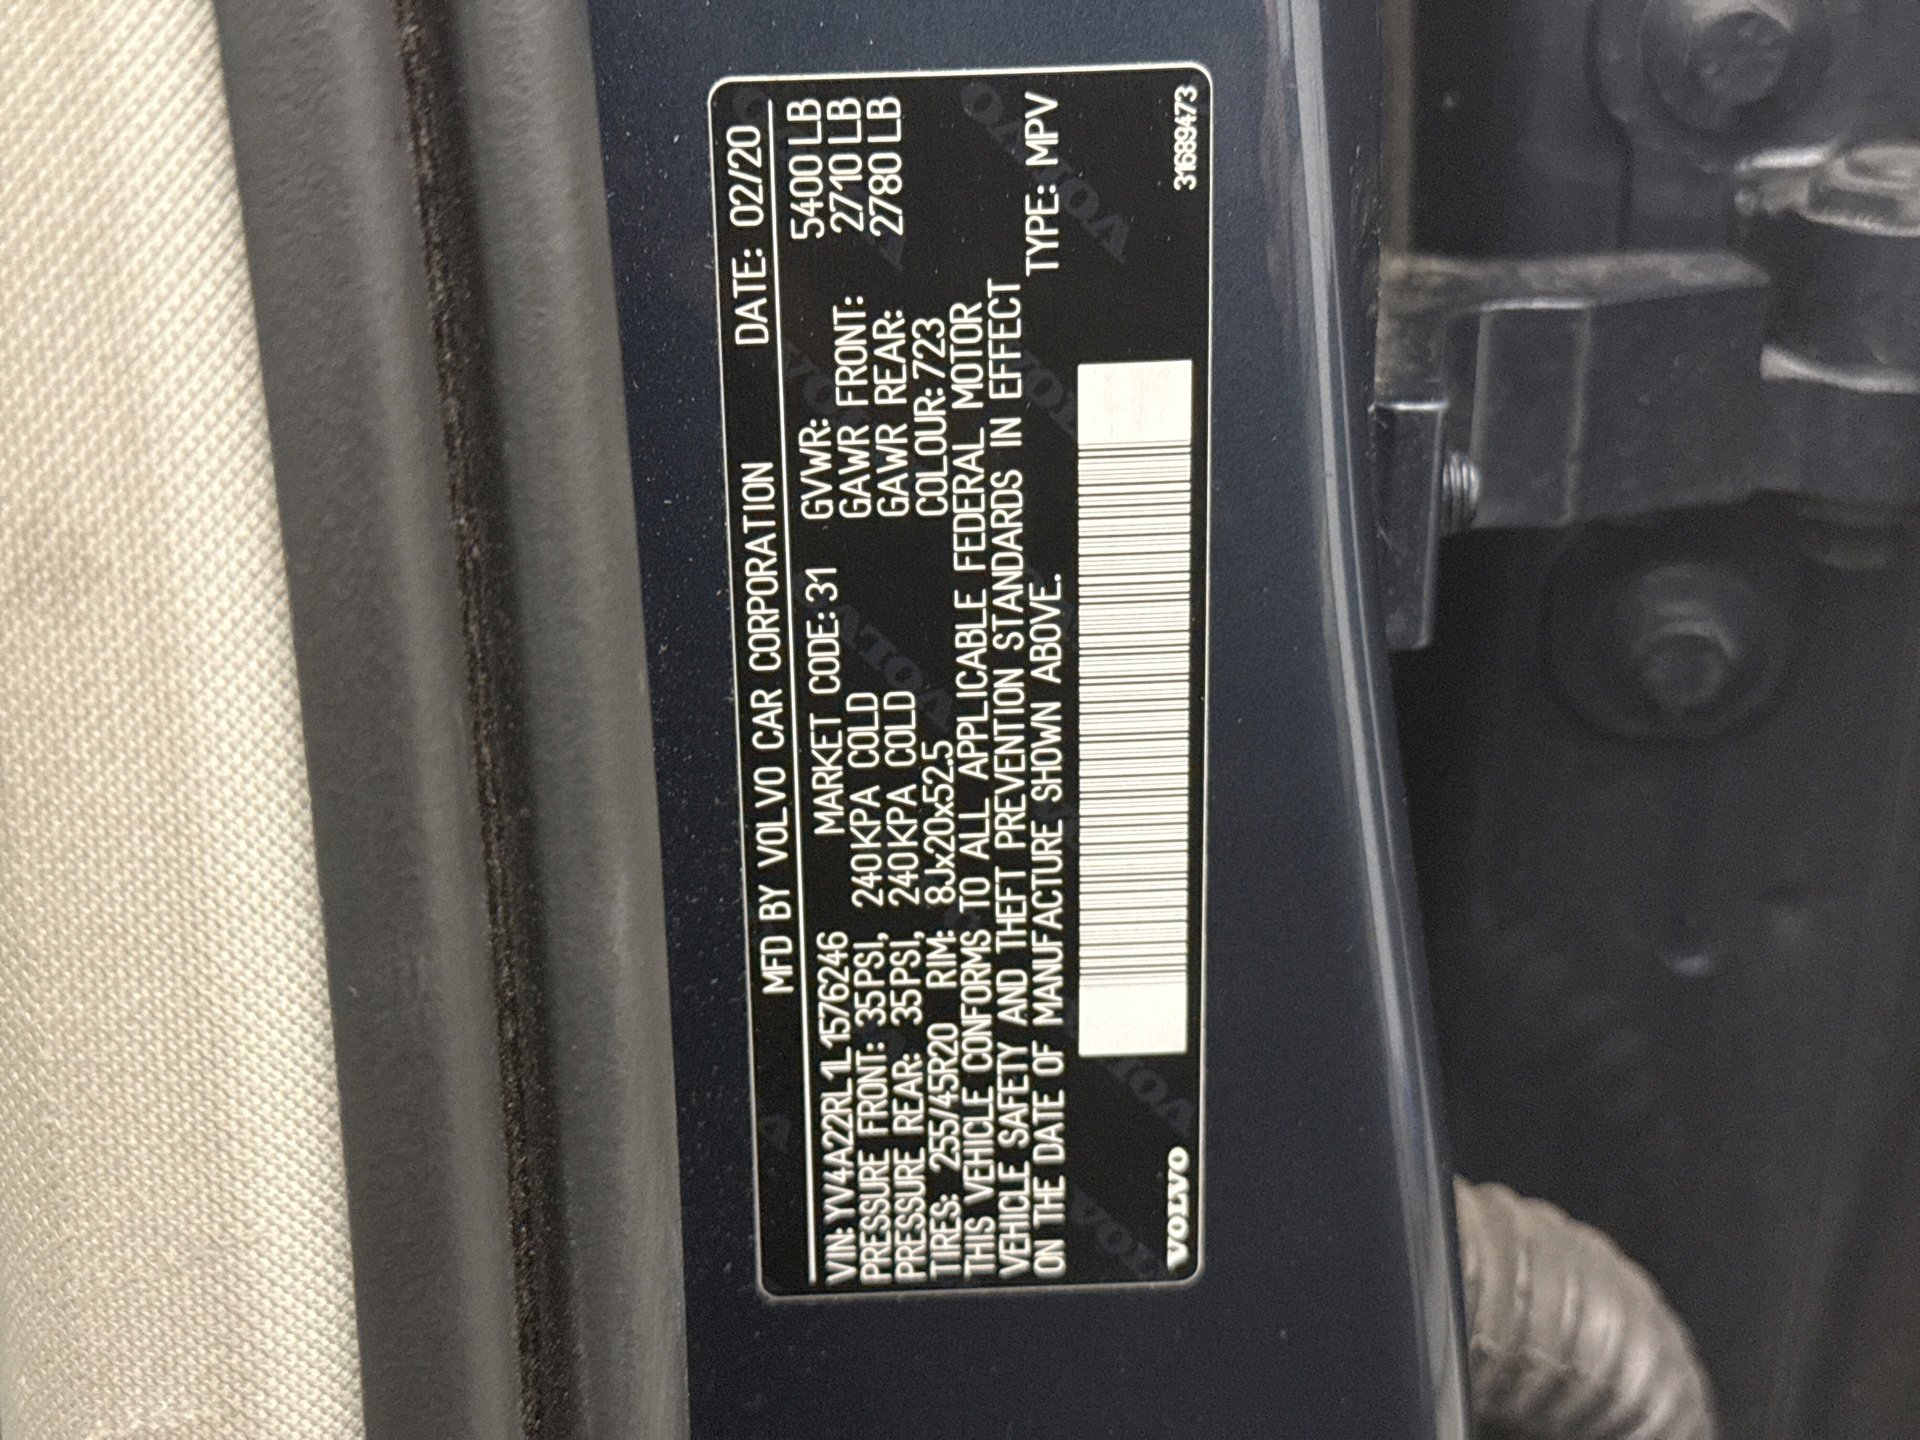 MFD BY VOLVO CAR CORPORATION DATE: 02/20
VIN: YV4A22RL1L1576246 MARKET CODE: 31 GVWR: 5400 LB
PRESSURE FRONT: 35PSI, 240KPA COLD GAWR FRONT: 2710 LB
PRESSURE REAR: 35PSI, 240KPA COLD GAWR REAR: 2780 LB
TIRES: 255/45R20 RIM: 8Jx20x52.5 COLOUR: 723
THIS VEHICLE CONFORMS TO ALL APPLICABLE FEDERAL MOTOR
VEHICLE SAFETY AND THEFT PREVENTION STANDARDS IN EFFECT
ON THE DATE OF MANUFACTURE SHOWN ABOVE. TYPE: MPV
VOLVO 31689473